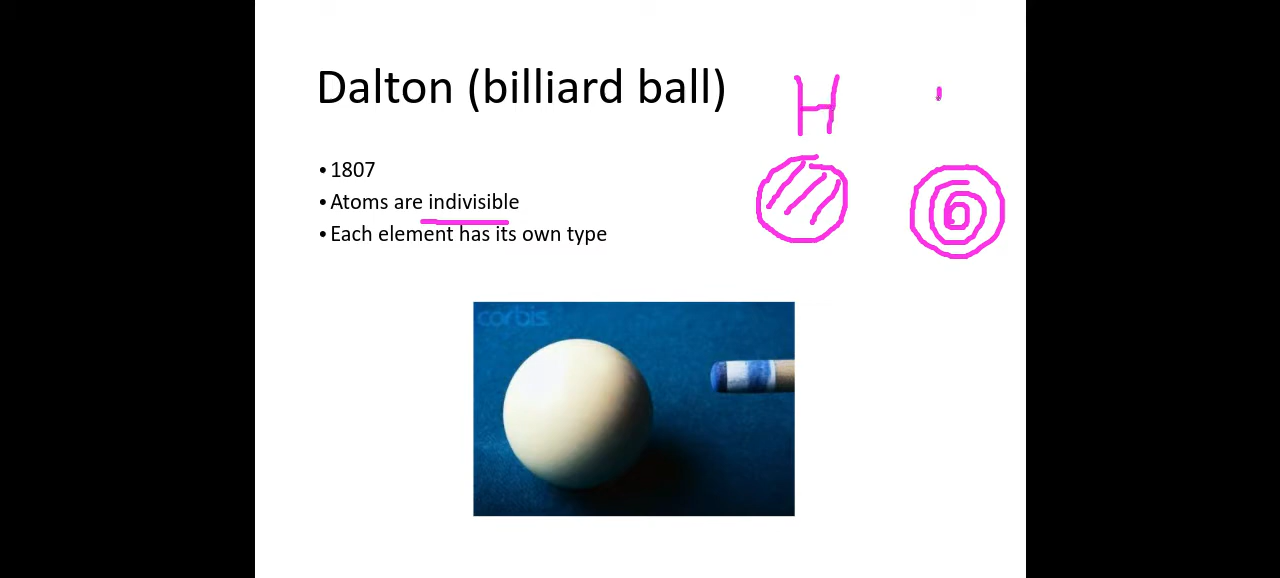 Dalton (billiard ball)
H
•1807
•Atoms are indivisible
•Each element has its own type
corbis